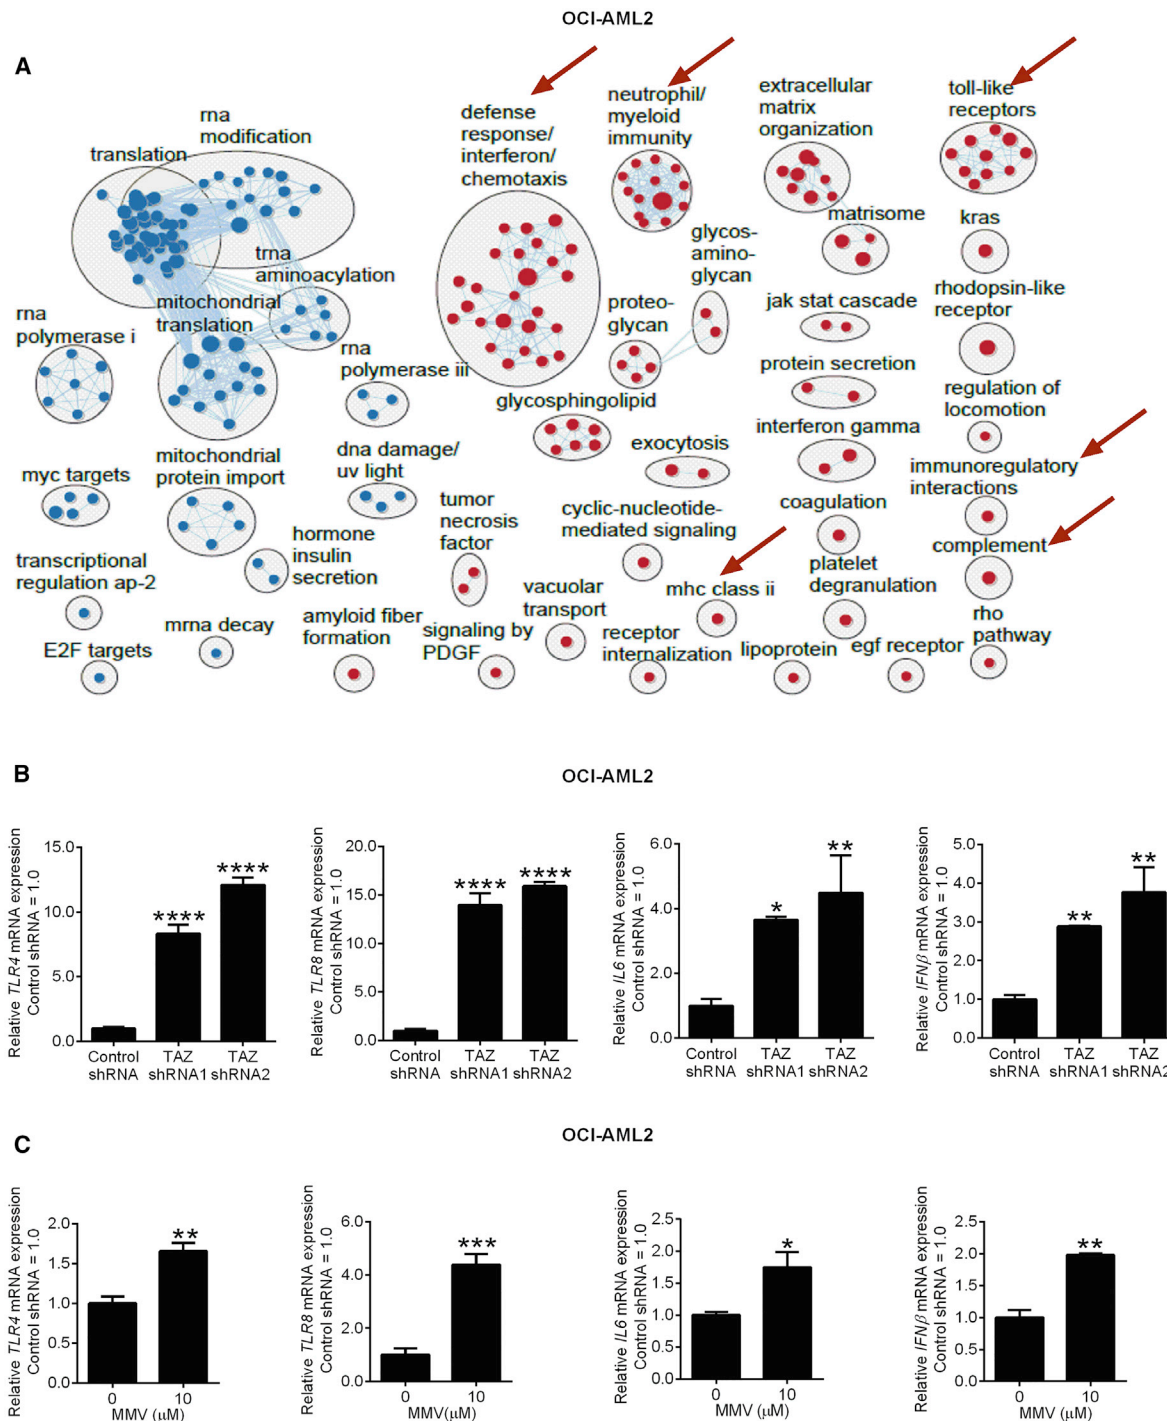 OCI-AML2
A
rna
modification
translation
trna
aminoacylation
mitochondrial
translation
rna
polymerase i
rna
polymerase iii
defense
response/
interferon/
chemotaxis
neutrophil/
myeloid
immunity
extracellular
matrix
organization
toll-like
receptors
matrisome
kras
glycos-
amino-
glycan
proteo-
glycan
jak stat cascade
rhodopsin-like
receptor
protein secretion
regulation of
locomotion
glycosphingolipid
exocytosis
interferon gamma
immunoregulatory
interactions
myc targets
mitochondrial
protein import
dna damage/
uv light
tumor
necrosis
factor
cyclic-nucleotide-
mediated signaling
coagulation
complement
transcriptional
regulation ap-2
hormone
insulin
secretion
vacuolar
transport
mhc class ii
platelet
degranulation
rho
pathway
E2F targets
mrna decay
amyloid fiber
formation
signaling by
PDGF
receptor
internalization
lipoprotein
egf receptor
B
OCI-AML2
Relative TLR4 mRNA expression
Control shRNA = 1.0
15.0
10.0
5.0
0.0
****
****
Control
shRNA
TAZ
shRNA1
TAZ
shRNA2
Relative TLR8 mRNA expression
Control shRNA = 1.0
20.0
15.0
10.0
5.0
0.0
****
****
Control
shRNA
TAZ
shRNA1
TAZ
shRNA2
Relative IL6 mRNA expression
Control shRNA = 1.0
6.0
4.0
2.0
0.0
*
**
Control
shRNA
TAZ
shRNA1
TAZ
shRNA2
Relative IFNβ mRNA expression
Control shRNA = 1.0
5.0
4.0
3.0
2.0
1.0
0.0
**
**
Control
shRNA
TAZ
shRNA1
TAZ
shRNA2
C
OCI-AML2
Relative TLR4 mRNA expression
Control shRNA = 1.0
2.0
1.5
1.0
0.5
0.0
**
0
10
MMV (μM)
Relative TLR8 mRNA expression
Control shRNA = 1.0
6.0
4.0
2.0
0.0
***
0
10
MMV(μM)
Relative IL6 mRNA expression
Control shRNA = 1.0
2.5
2.0
1.5
1.0
0.5
0.0
*
0
10
MMV (μM)
Relative IFNβ mRNA expression
Control shRNA = 1.0
2.5
2.0
1.5
1.0
0.5
0.0
**
0
10
MMV (μM)